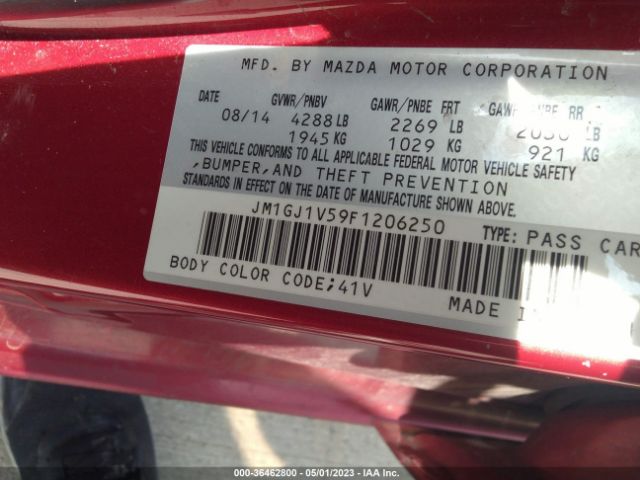 MFD. BY MAZDA MOTOR CORPORATION
DATE GVWR/PNBV GAWR/PNBE FRT RR
08/14 4288 LB 2269 LB LB
1945 KG 1029 KG 921 KG
THIS VEHICLE CONFORMS TO ALL APPLICABLE FEDERAL MOTOR VEHICLE SAFETY
,BUMPER,AND THEFT PREVENTION
STANDARDS IN EFFECT ON THE DATE OF MANUFACTURE SHOWN ABOVE.
JM1GJ1V59F1206250 TYPE: PASS CAR
BODY COLOR CODE;41V
MADE
000-36462800 - 05/01/2023 - IAA Inc.